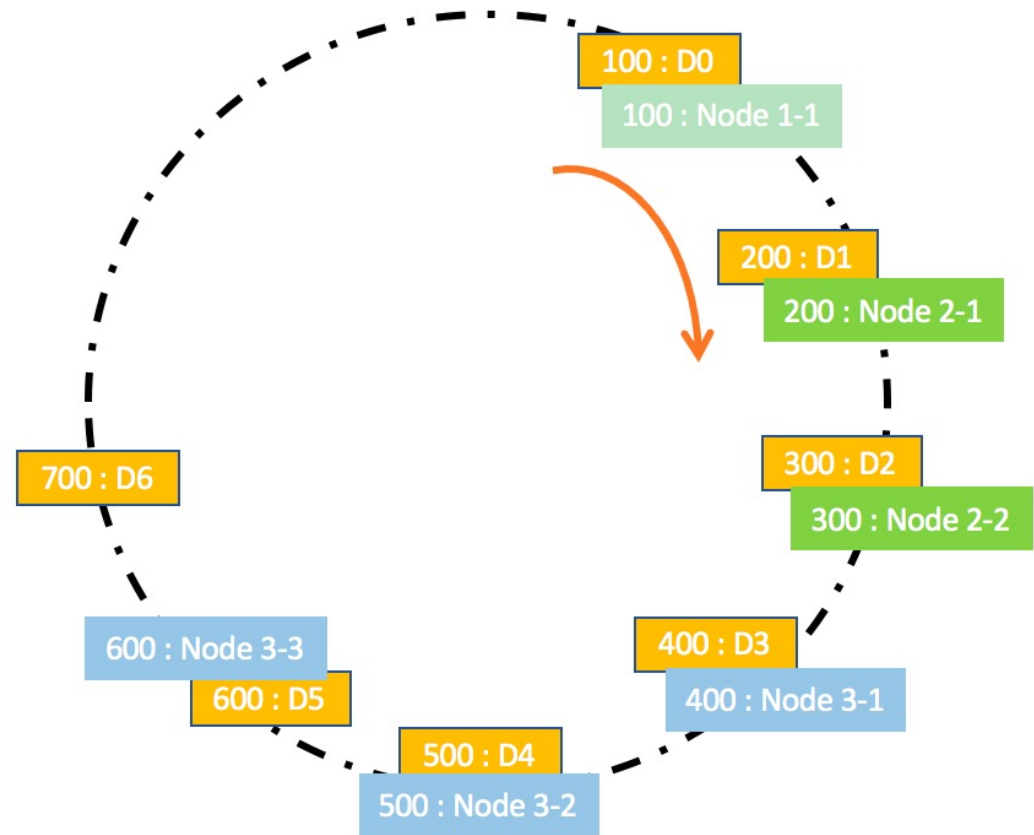 100 : D0
100 : Node 1-1
200 : D1
200 : Node 2-1
300 : D2
300 : Node 2-2
400 : D3
400 : Node 3-1
500 : D4
500 : Node 3-2
600 : Node 3-3
600 : D5
700 : D6